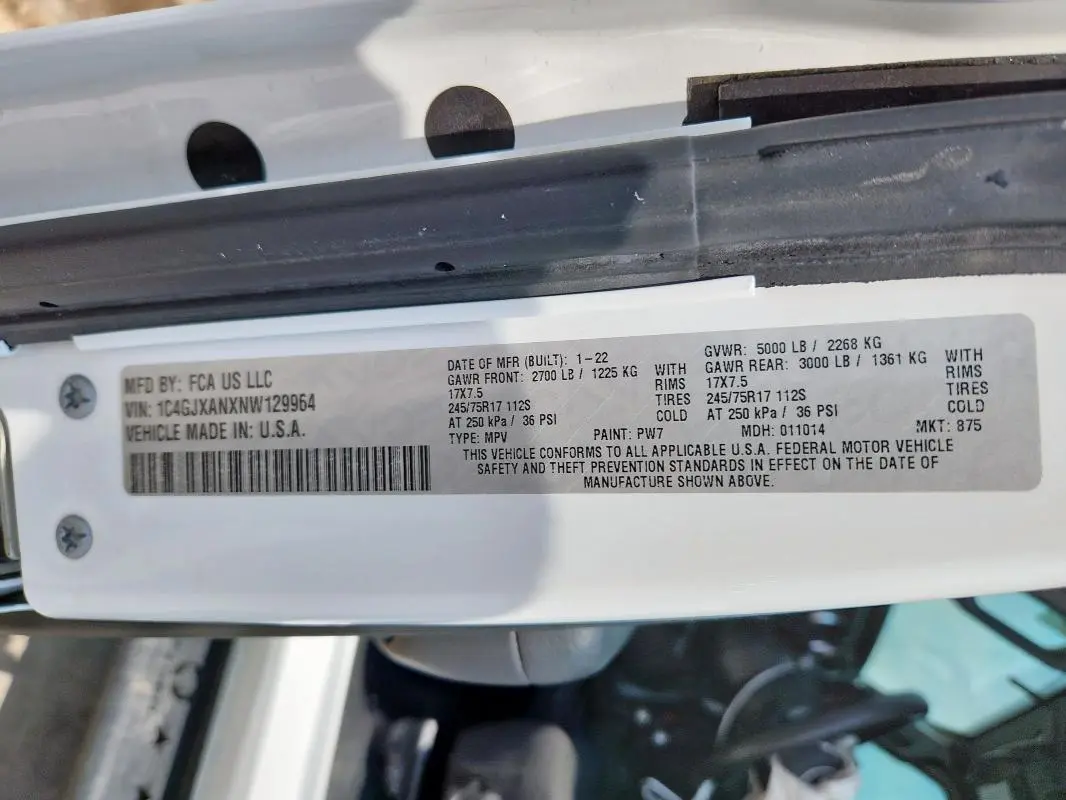 MFD BY: FCA US LLC
VIN: 1C4GJXANXNW129964
VEHICLE MADE IN: U.S.A.
DATE OF MFR (BUILT): 1-22
GAWR FRONT: 2700 LB / 1225 KG WITH
17X7.5 RIMS
245/75R17 112S TIRES
AT 250 kPa / 36 PSI COLD
GVWR: 5000 LB / 2268 KG
GAWR REAR: 3000 LB / 1361 KG WITH
17X7.5 RIMS
245/75R17 112S TIRES
AT 250 kPa / 36 PSI COLD
TYPE: MPV PAINT: PW7 MDH: 011014 MKT: 875
THIS VEHICLE CONFORMS TO ALL APPLICABLE U.S.A. FEDERAL MOTOR VEHICLE
SAFETY AND THEFT PREVENTION STANDARDS IN EFFECT ON THE DATE OF
MANUFACTURE SHOWN ABOVE.